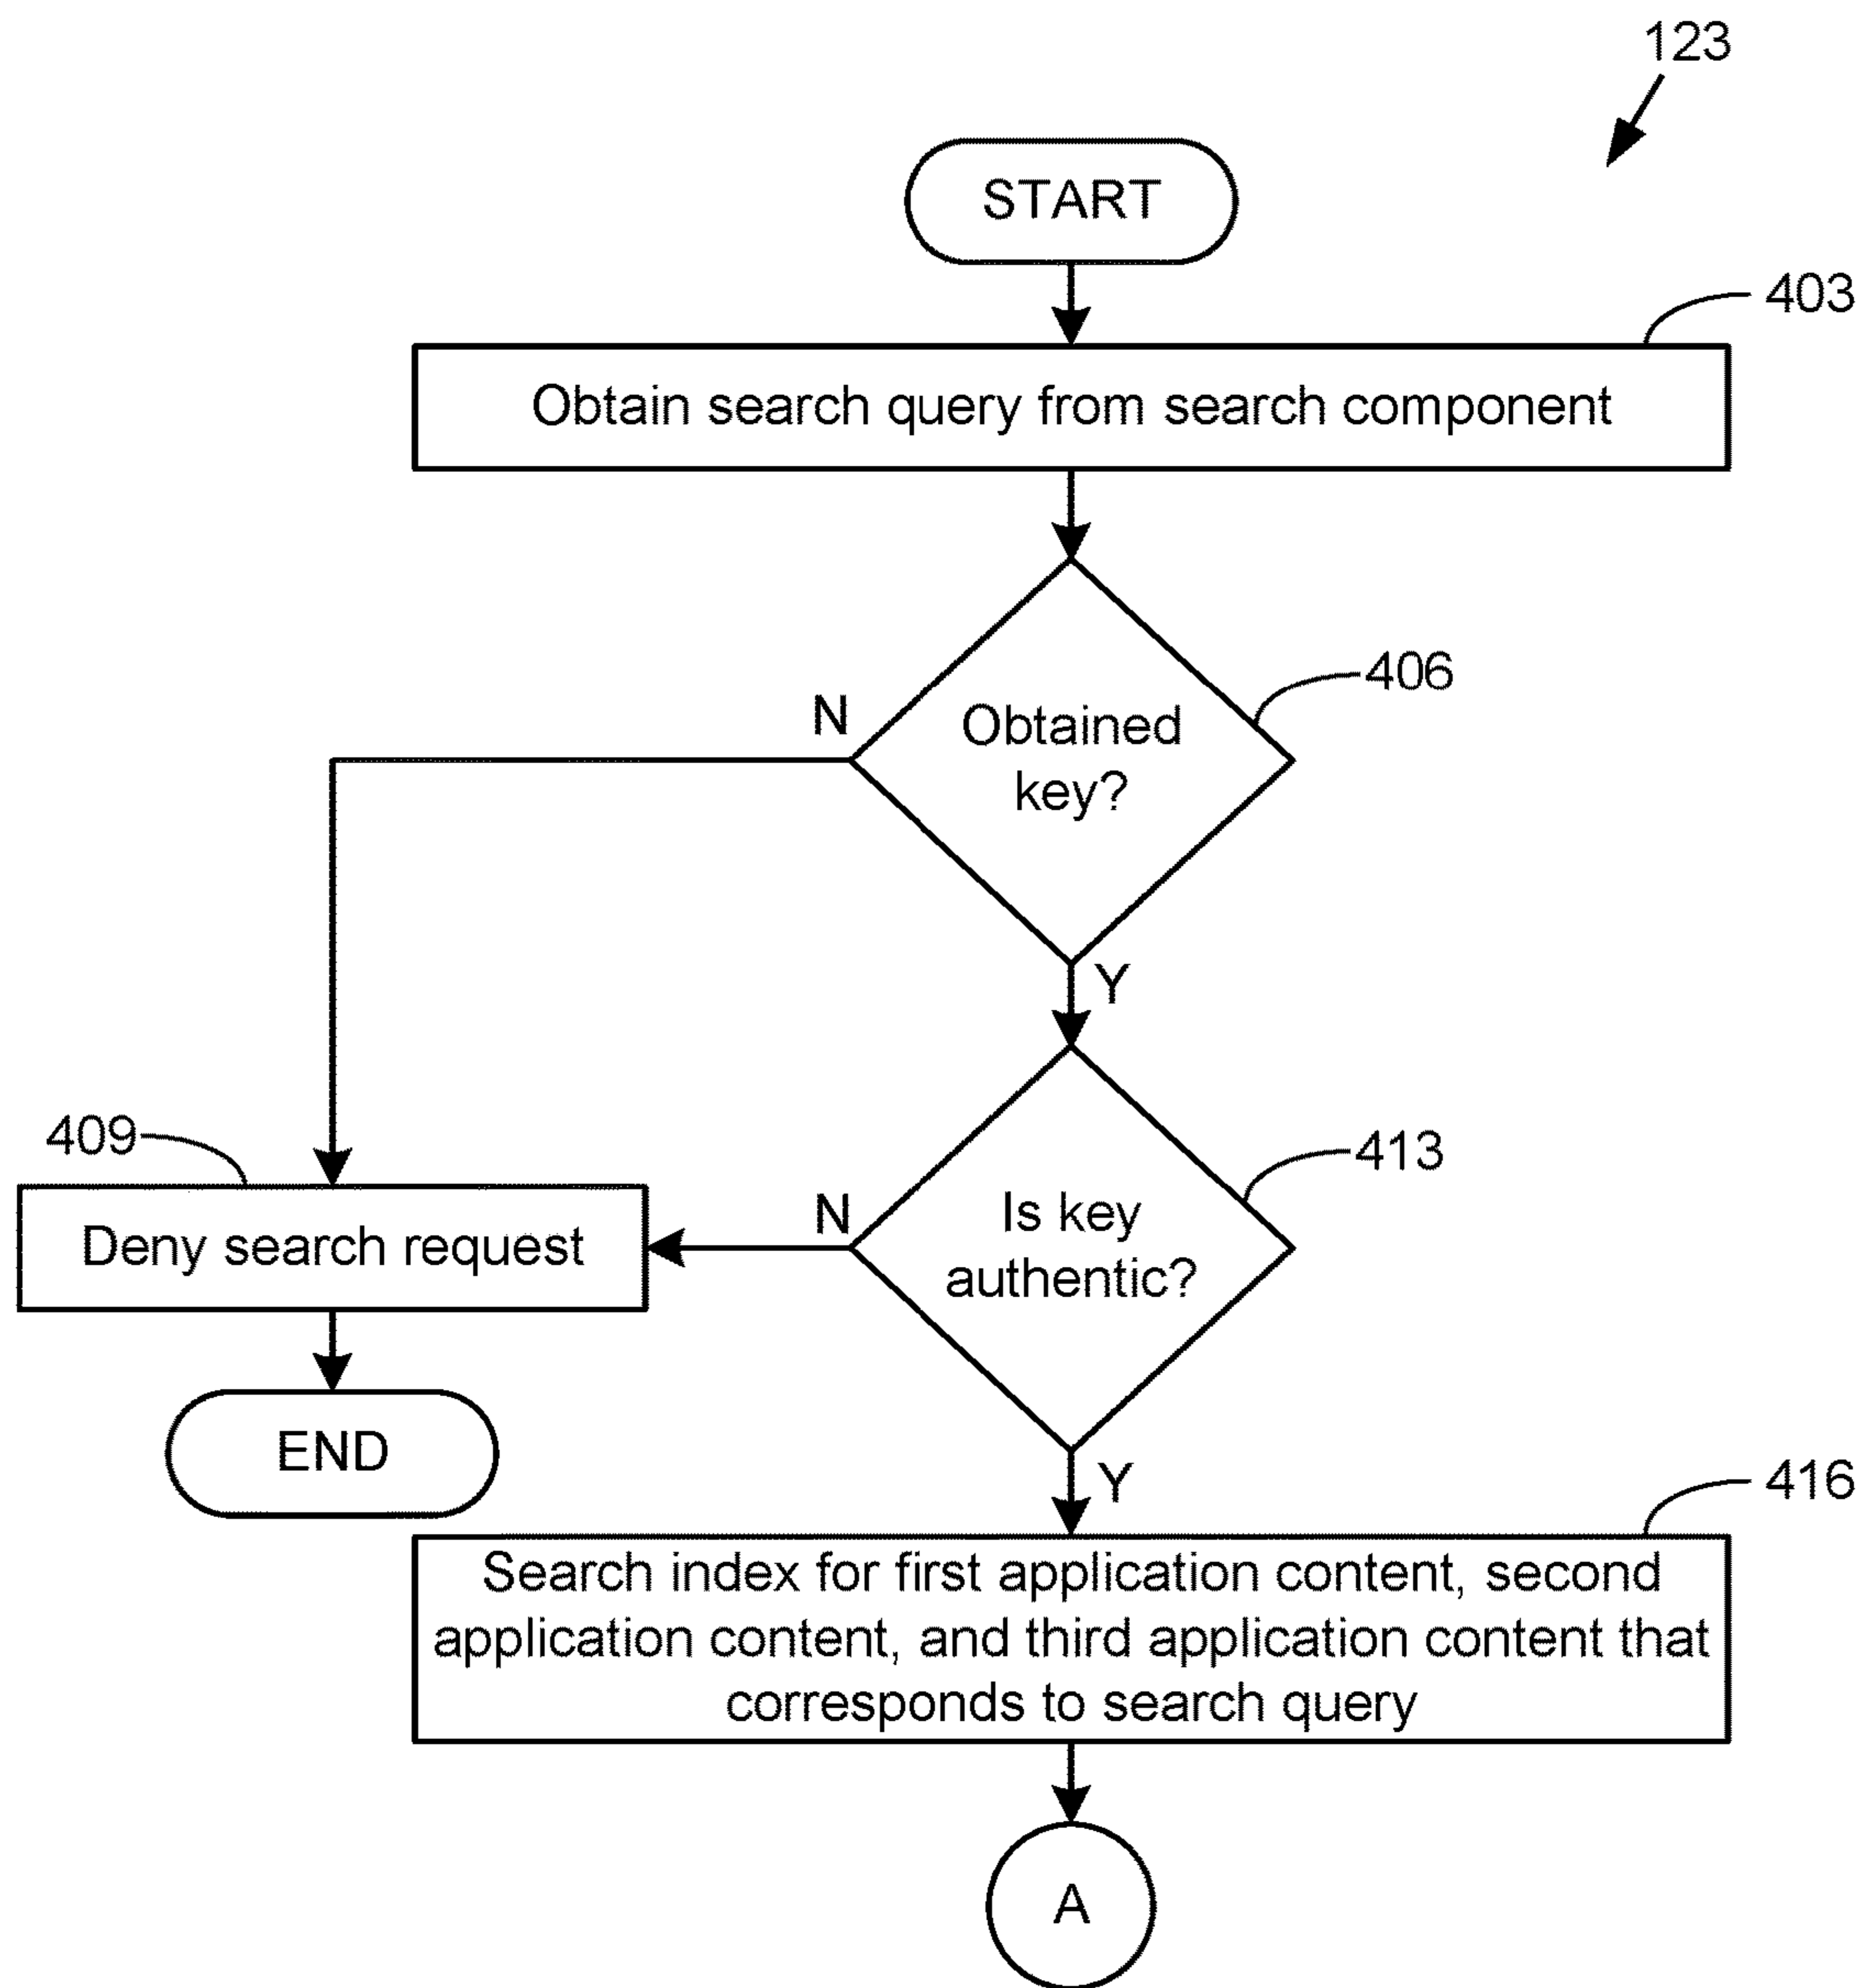 123
START
403
Obtain search query from search component
406
N
Obtained
key?
Y
409
413
N
Is key
authentic?
Deny search request
END
Y
416
Search index for first application content, second
application content, and third application content that
corresponds to search query
A